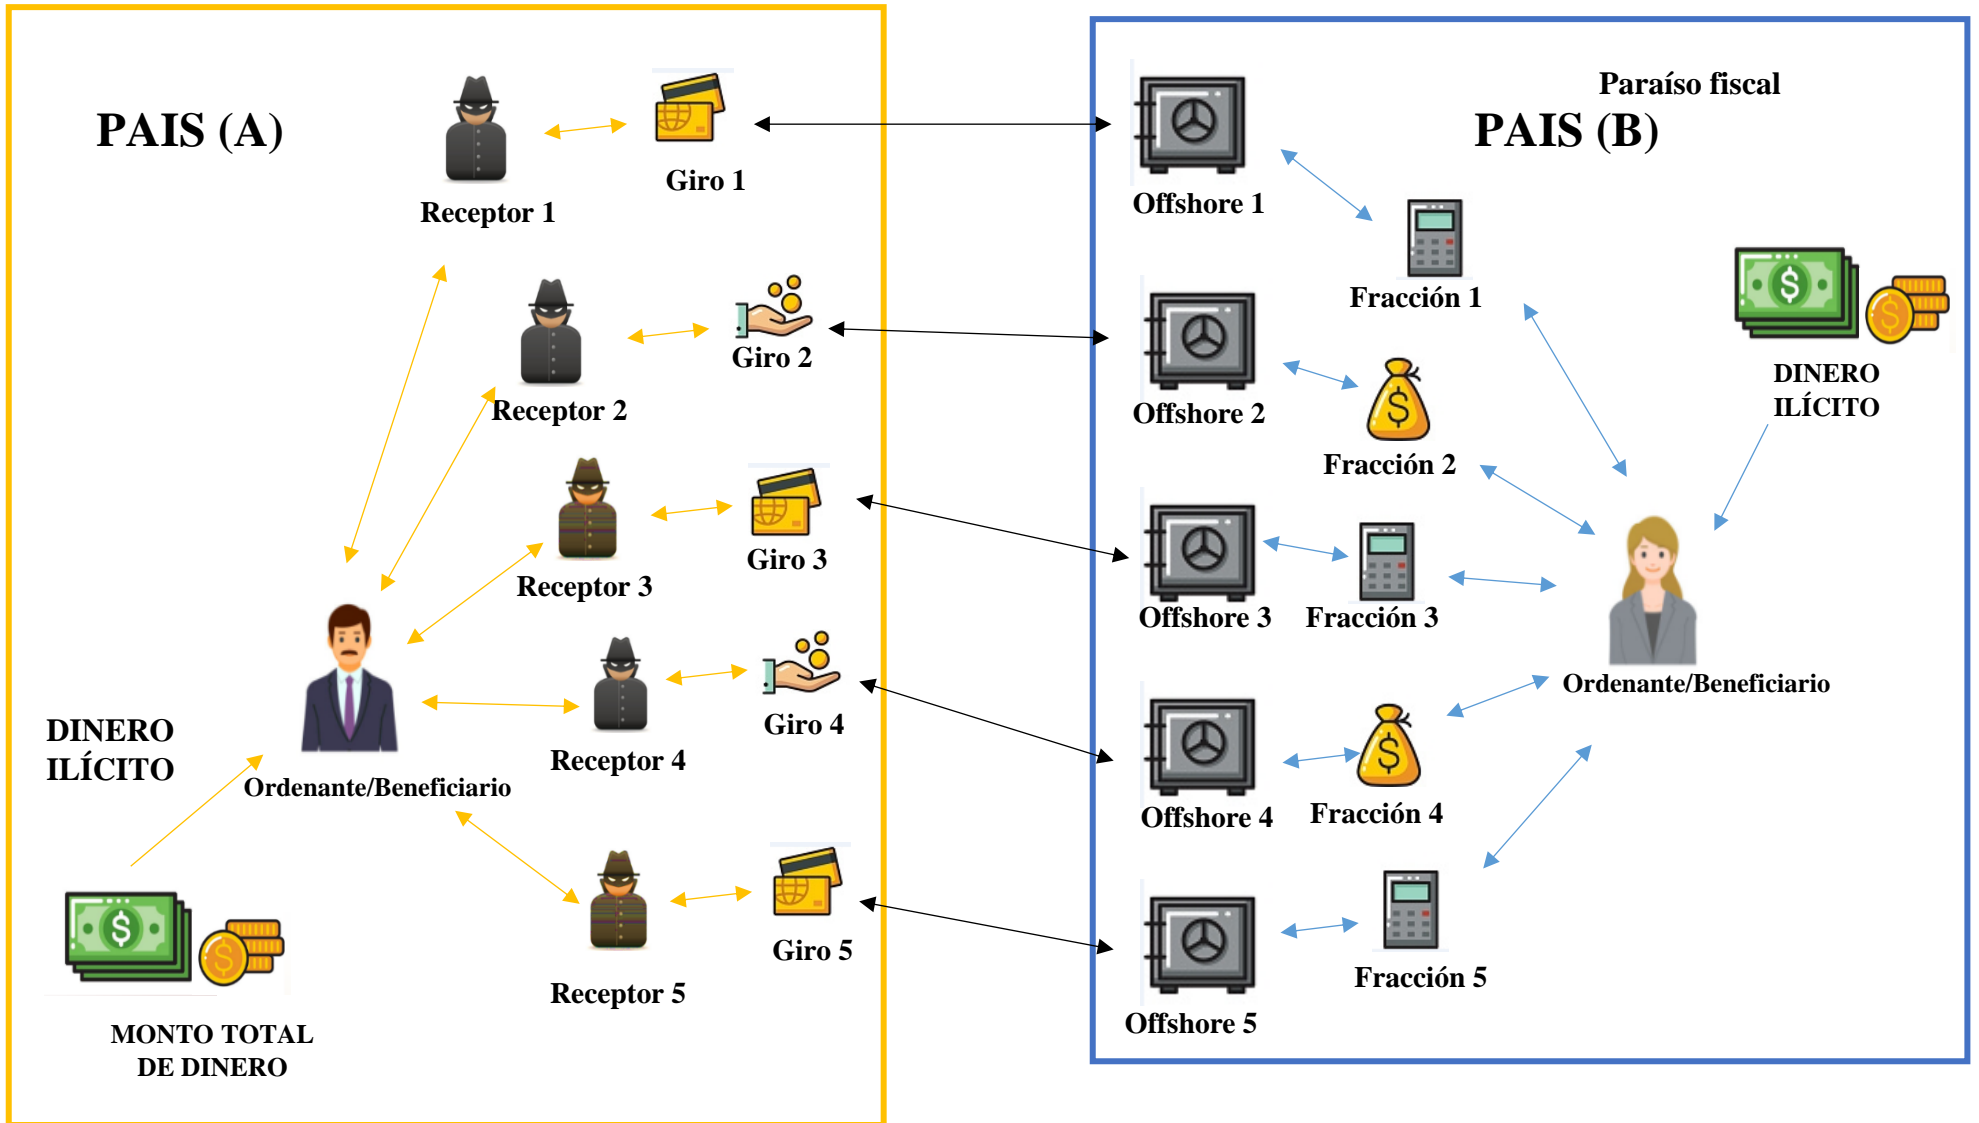 PAIS (A)
Receptor 1
Giro 1
Receptor 2
Giro 2
Receptor 3
Giro 3
Receptor 4
Giro 4
DINERO
ILÍCITO
Ordenante/Beneficiario
Receptor 5
Giro 5
MONTO TOTAL
DE DINERO
Paraíso fiscal
PAIS (B)
Offshore 1
Fracción 1
Offshore 2
Fracción 2
DINERO
ILÍCITO
Offshore 3
Fracción 3
Ordenante/Beneficiario
Offshore 4
Fracción 4
Offshore 5
Fracción 5